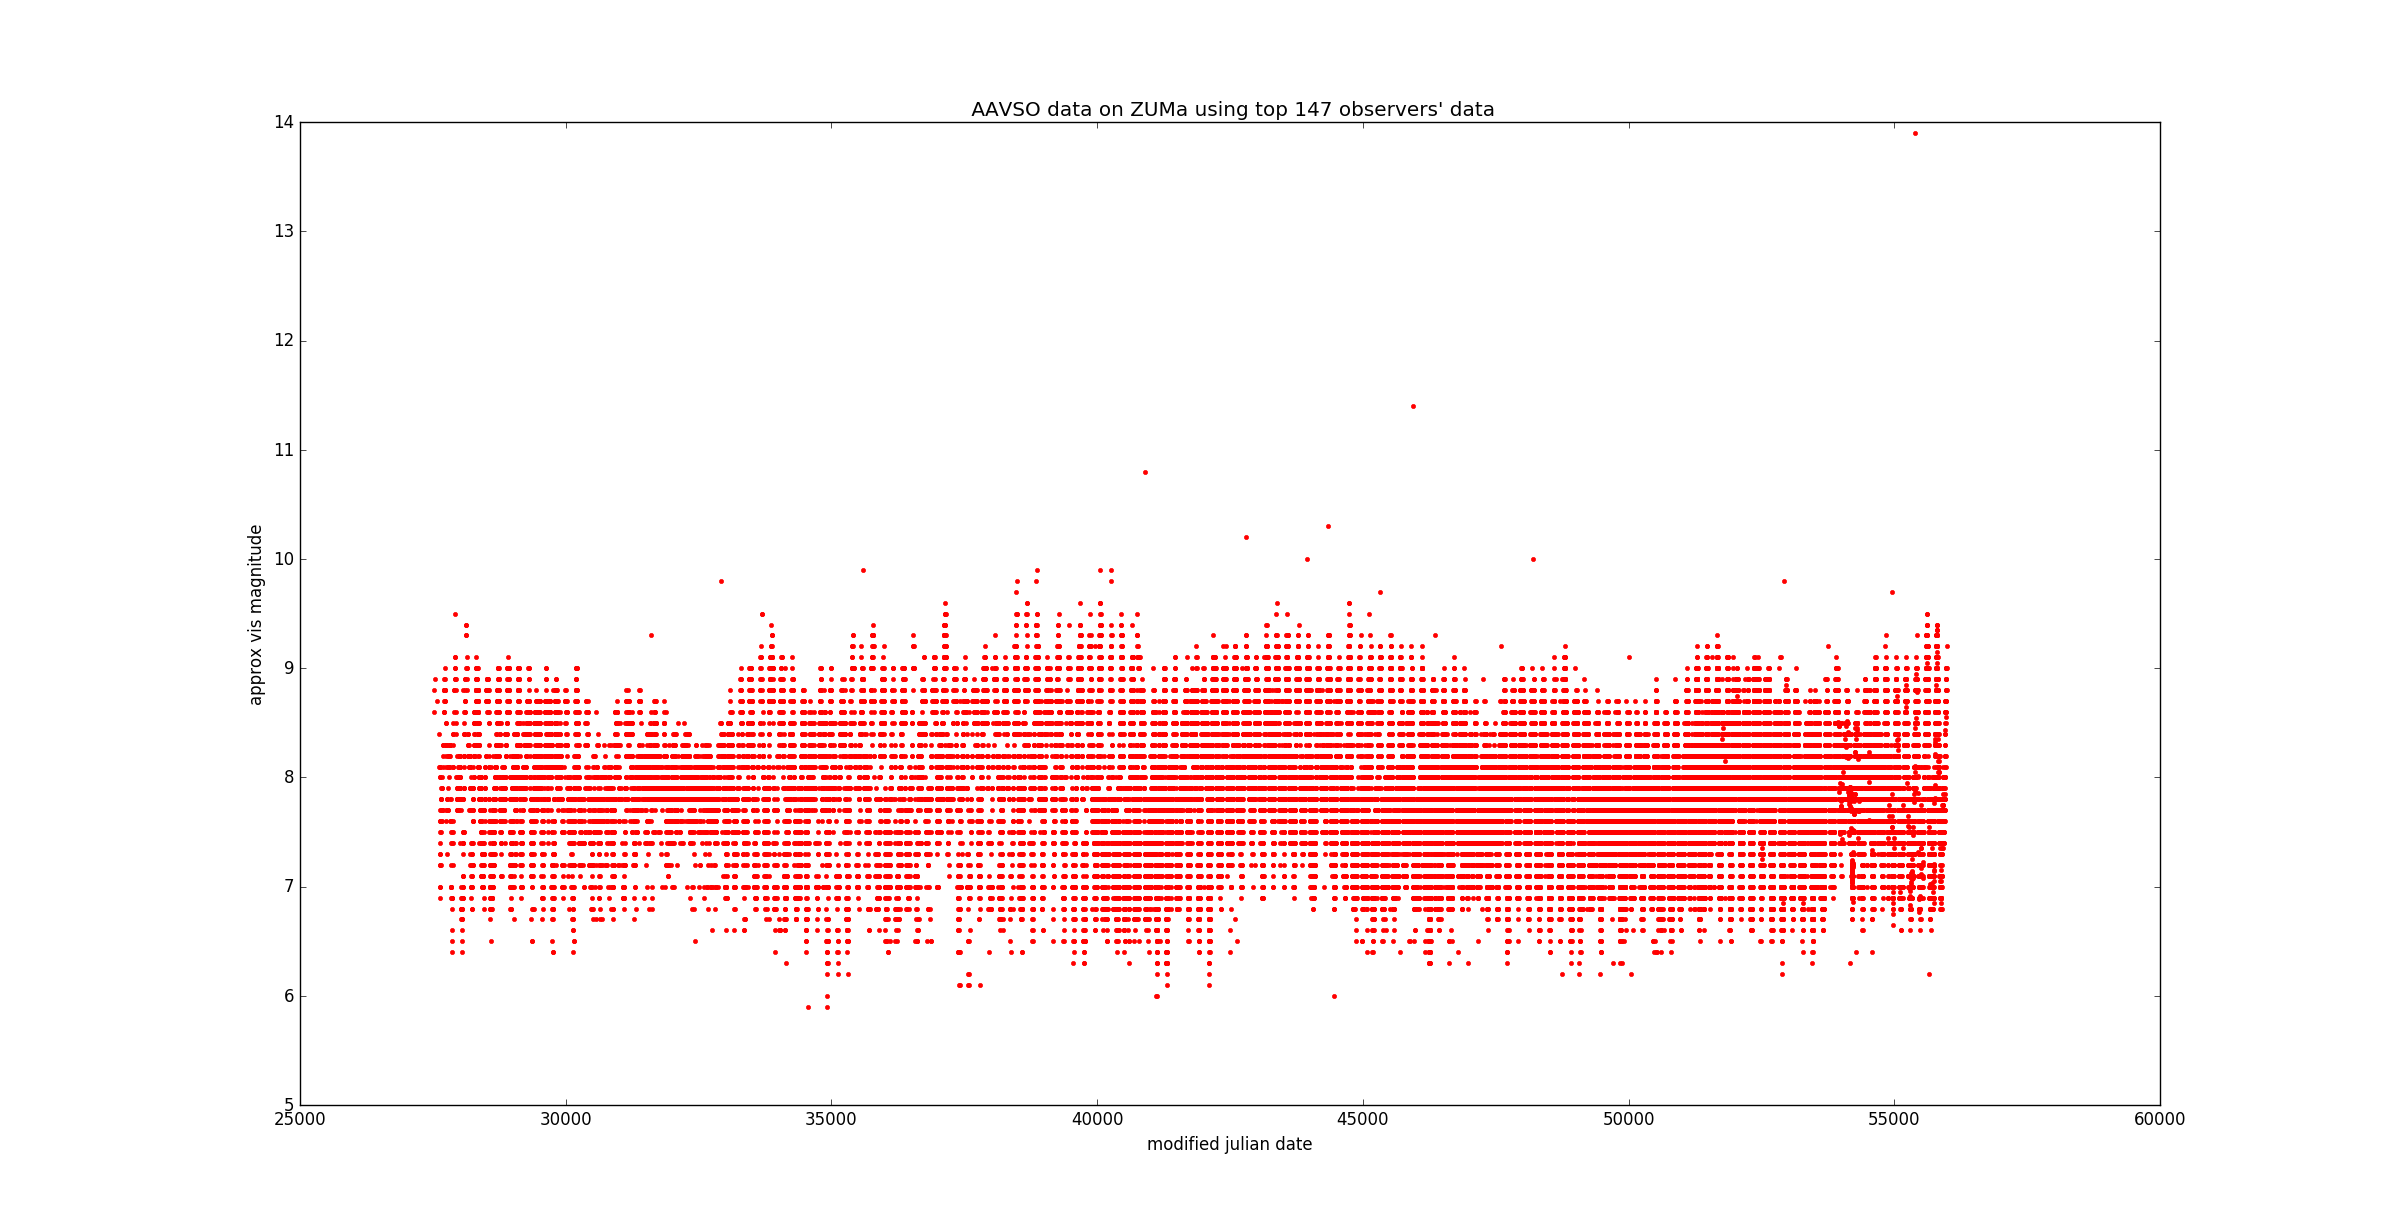 AAVSO data on ZUMa using top 147 observers' data
14
13
12
11
10
9
8
7
6
5
approx vis magnitude
25000 30000 35000 40000 45000 50000 55000 60000
modified julian date